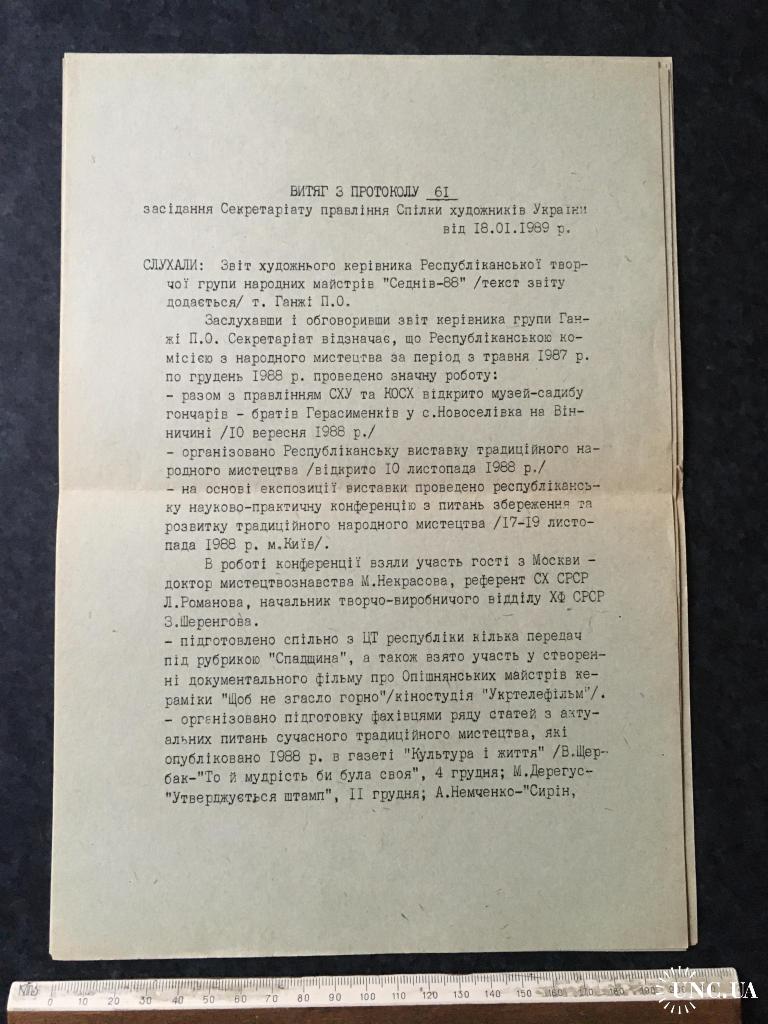 ВИТЯГ З ПРОТОКОЛУ 61
засідання Секретаріату правління Спілки художників України
від 18.01.1989 р.
СЛУХАЛИ: Звіт художнього керівника Республіканської твор-
чої групи народних майстрів "Седнів-88" /текст звіту
додається/ т. Ганжі П.О.
Заслухавши і обговоривши звіт керівника групи Ган-
жі П.О. Секретаріат відзначає, що Республіканською ко-
місією з народного мистецтва за період з травня 1987 р.
по грудень 1988 р. проведено значну роботу:
- разом з правлінням СХУ та КОСХ відкрито музей-садибу
гончарів - братів Герасименків у с.Новоселівка на Він-
ничині /10 вересня 1988 р./
- організовано Республіканську виставку традиційного на-
родного мистецтва /відкрито 10 листопада 1988 р./
- на основі експозиції виставки проведено республікансь-
ку науково-практичну конференцію з питань збереження та
розвитку традиційного народного мистецтва /17-19 листо-
пада 1988 р. м.Київ/.
В роботі конференції взяли участь гості з Москви -
доктор мистецтвознавства М.Некрасова, референт СХ СРСР
Л.Романова, начальник творчо-виробничого відділу ХФ СРСР
З.Шеренгова.
- підготовлено спільно з ЦТ республіки кілька передач
під рубрикою "Спадщина", а також взято участь у створен-
ні документального фільму про Опішнянських майстрів ке-
раміки "Щоб не згасло горно"/кіностудія "Укртелефільм"/.
- організовано підготовку фахівцями ряду статей з акту-
альних питань сучасного традиційного мистецтва, які
опубліковано 1988 р. в газеті "Культура і життя" /В.Щер-
бак-"То й мудрість би була своя", 4 грудня; М.Дерегус-
"Утверджується штамп", II грудня; А.Немченко-"Сирін,
0 10 20 30 40 50 60 70 80 90 100 110 120 130 140 150 160 170 180 190
UNC.UA